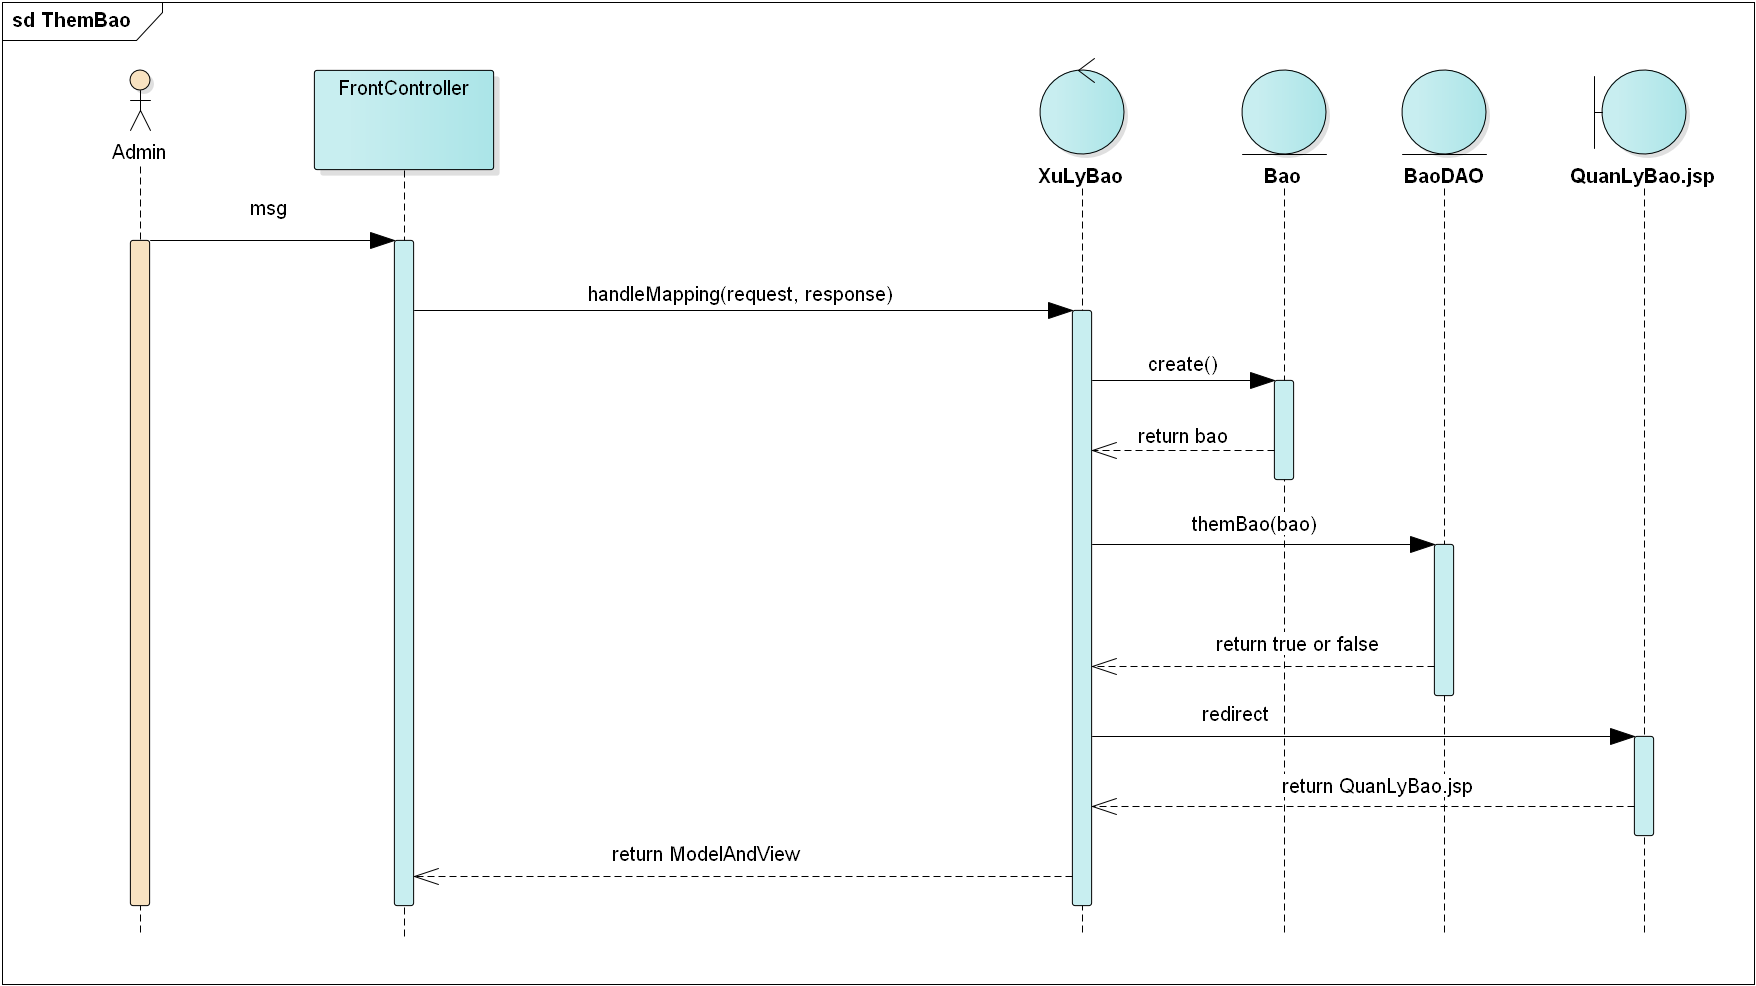 sd ThemBao
FrontController
Admin
XuLyBao
Bao
BaoDAO
QuanLyBao.jsp
msg
handleMapping(request, response)
create()
return bao
themBao(bao)
return true or false
redirect
return QuanLyBao.jsp
return ModelAndView